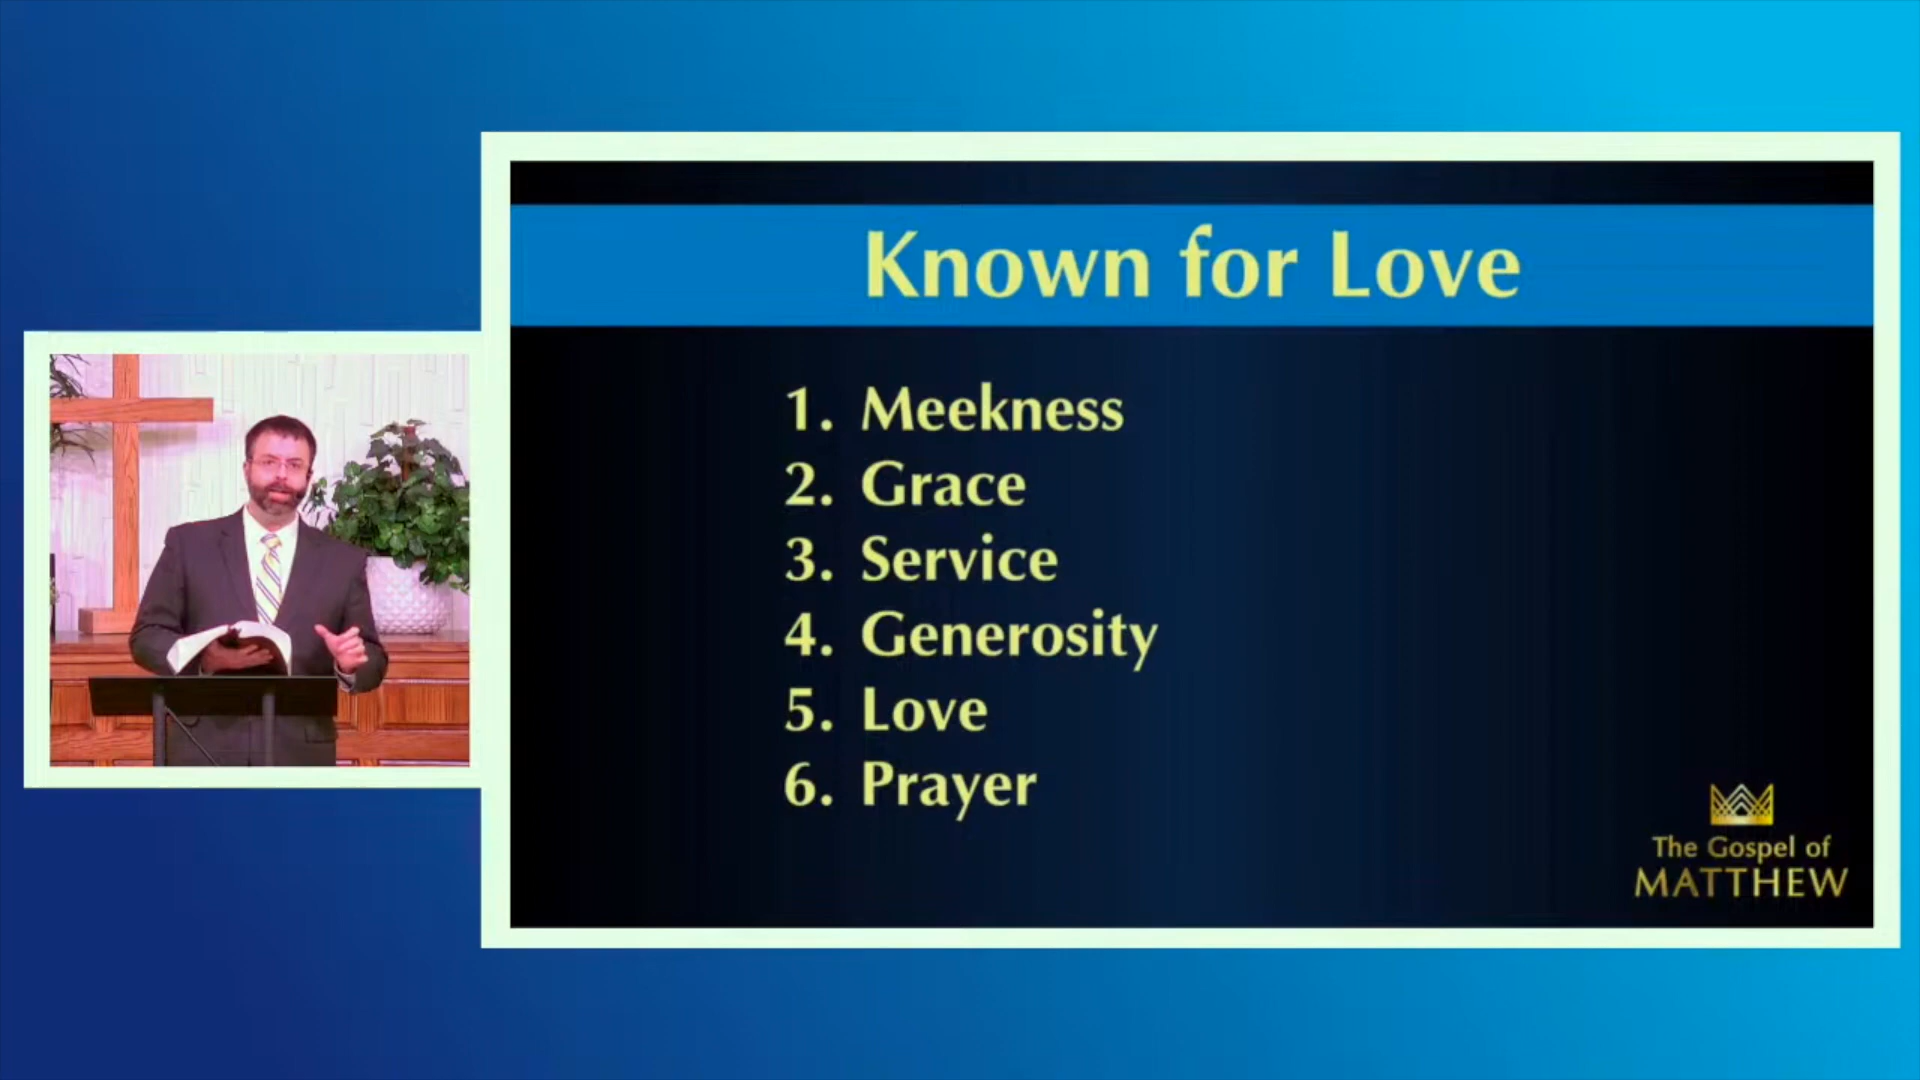 Known for Love
1. Meekness
2. Grace
3. Service
4. Generosity
5. Love
6. Prayer
The Gospel of
MATTHEW